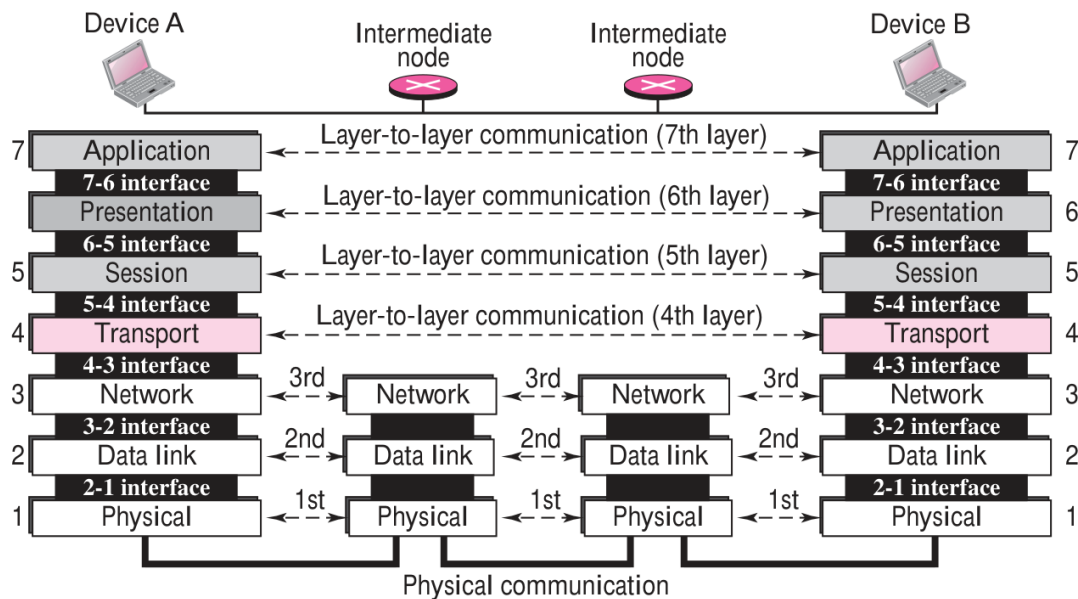 Device A
Intermediate node
Intermediate node
Device B
7 Application Layer-to-layer communication (7th layer) Application 7
7-6 interface 7-6 interface
Presentation Layer-to-layer communication (6th layer) Presentation 6
6-5 interface 6-5 interface
5 Session Layer-to-layer communication (5th layer) Session 5
5-4 interface 5-4 interface
4 Transport Layer-to-layer communication (4th layer) Transport 4
4-3 interface 4-3 interface
3 Network 3rd Network 3rd Network 3rd Network 3
3-2 interface 3-2 interface
2 Data link 2nd Data link 2nd Data link 2nd Data link 2
2-1 interface 2-1 interface
1 Physical 1st Physical 1st Physical 1st Physical 1
Physical communication